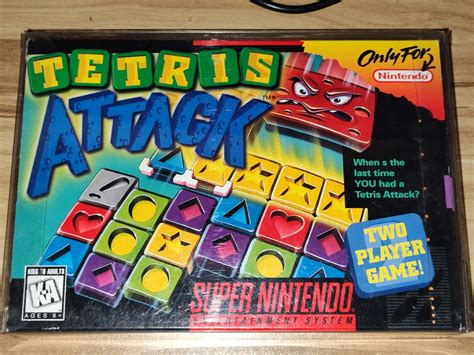 TETRIS
ATTACK
TM
Only For
Nintendo
When s the
last time
YOU had a
Tetris Attack?
TWO
PLAYER
GAME!
KIDS TO ADULTS
K-A
AGES 6+
SUPER NINTENDO
ENTERTAINMENT SYSTEM